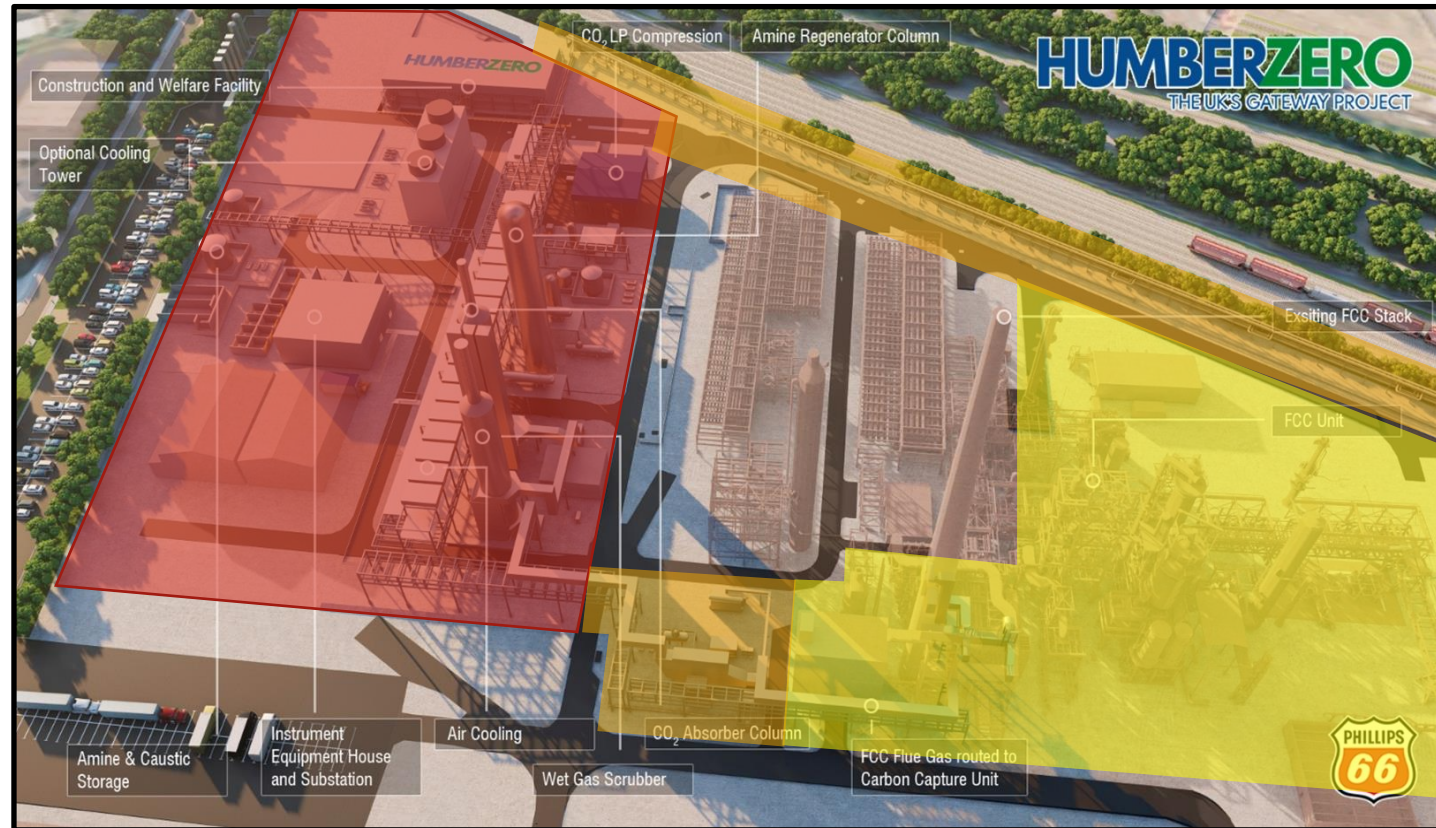 CO₂ LP Compression
Amine Regenerator Column
HUMBERZERO
THE UK'S GATEWAY PROJECT
HUMBERZERO
Construction and Welfare Facility
Optional Cooling
Tower
Exsiting FCC Stack
FCC Unit
Amine & Caustic
Storage
Instrument
Equipment House
and Substation
Air Cooling
Wet Gas Scrubber
CO₂ Absorber Column
FCC Flue Gas routed to
Carbon Capture Unit
PHILLIPS
66